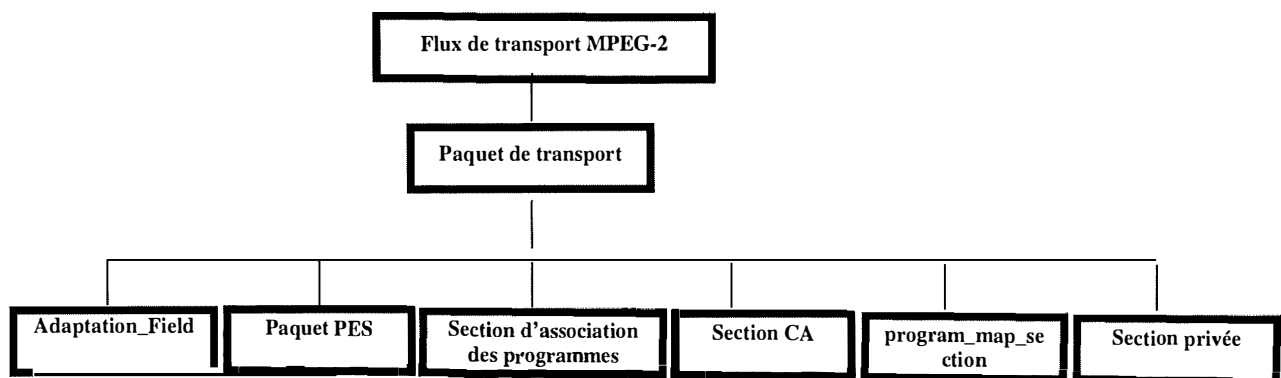 Flux de transport MPEG-2
Paquet de transport
Adaptation_Field
Paquet PES
Section d'association
des programmes
Section CA
program_map_se
ction
Section privée